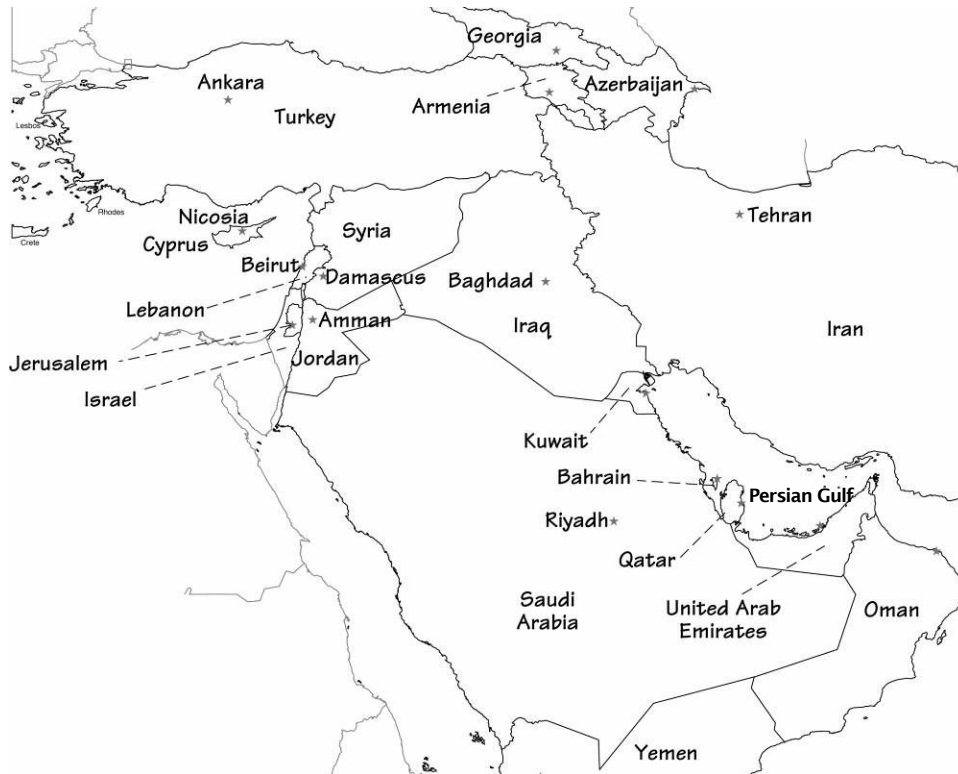 Georgia
Ankara
Azerbaijan
Armenia
Turkey
Lesbos
Rhodes
Nicosia
Tehran
Crete
Cyprus
Syria
Beirut
Damascus
Baghdad
Lebanon
Amman
Iraq
Iran
Jerusalem
Jordan
Israel
Kuwait
Bahrain
Persian Gulf
Riyadh
Qatar
Saudi
Arabia
United Arab
Emirates
Oman
Yemen